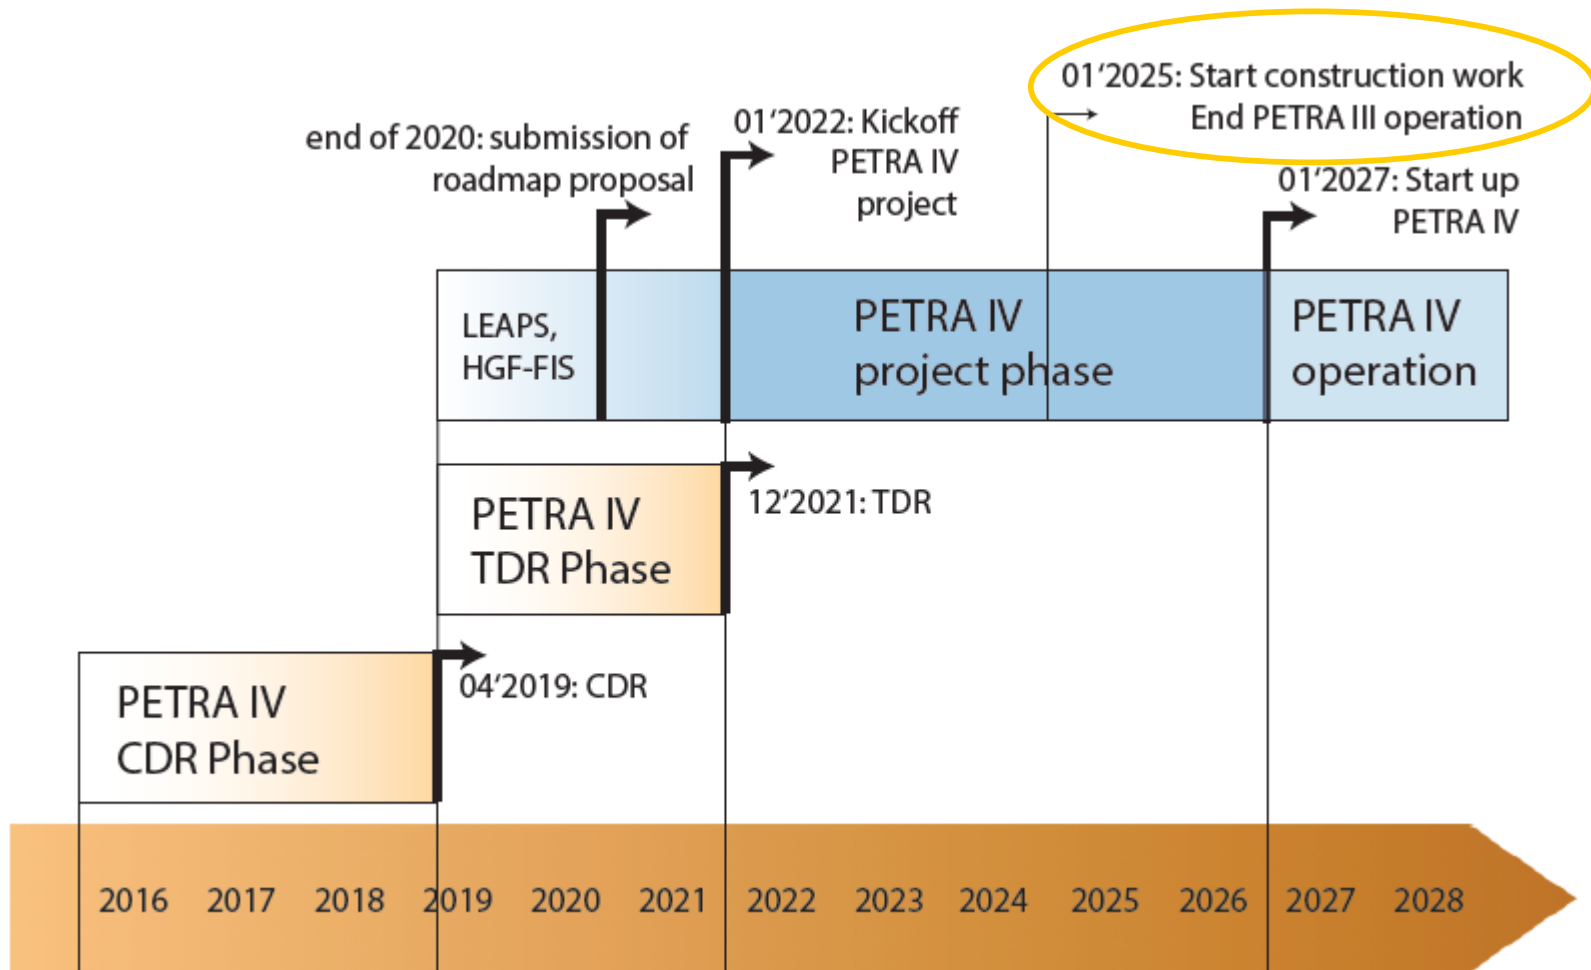 01‘2025: Start construction work
End PETRA III operation
end of 2020: submission of
roadmap proposal
01‘2022: Kickoff
PETRA IV
project
01‘2027: Start up
PETRA IV
LEAPS,
HGF-FIS
PETRA IV
project phase
PETRA IV
operation
PETRA IV
TDR Phase
12‘2021: TDR
PETRA IV
CDR Phase
04‘2019: CDR
2016 2017 2018 2019 2020 2021 2022 2023 2024 2025 2026 2027 2028